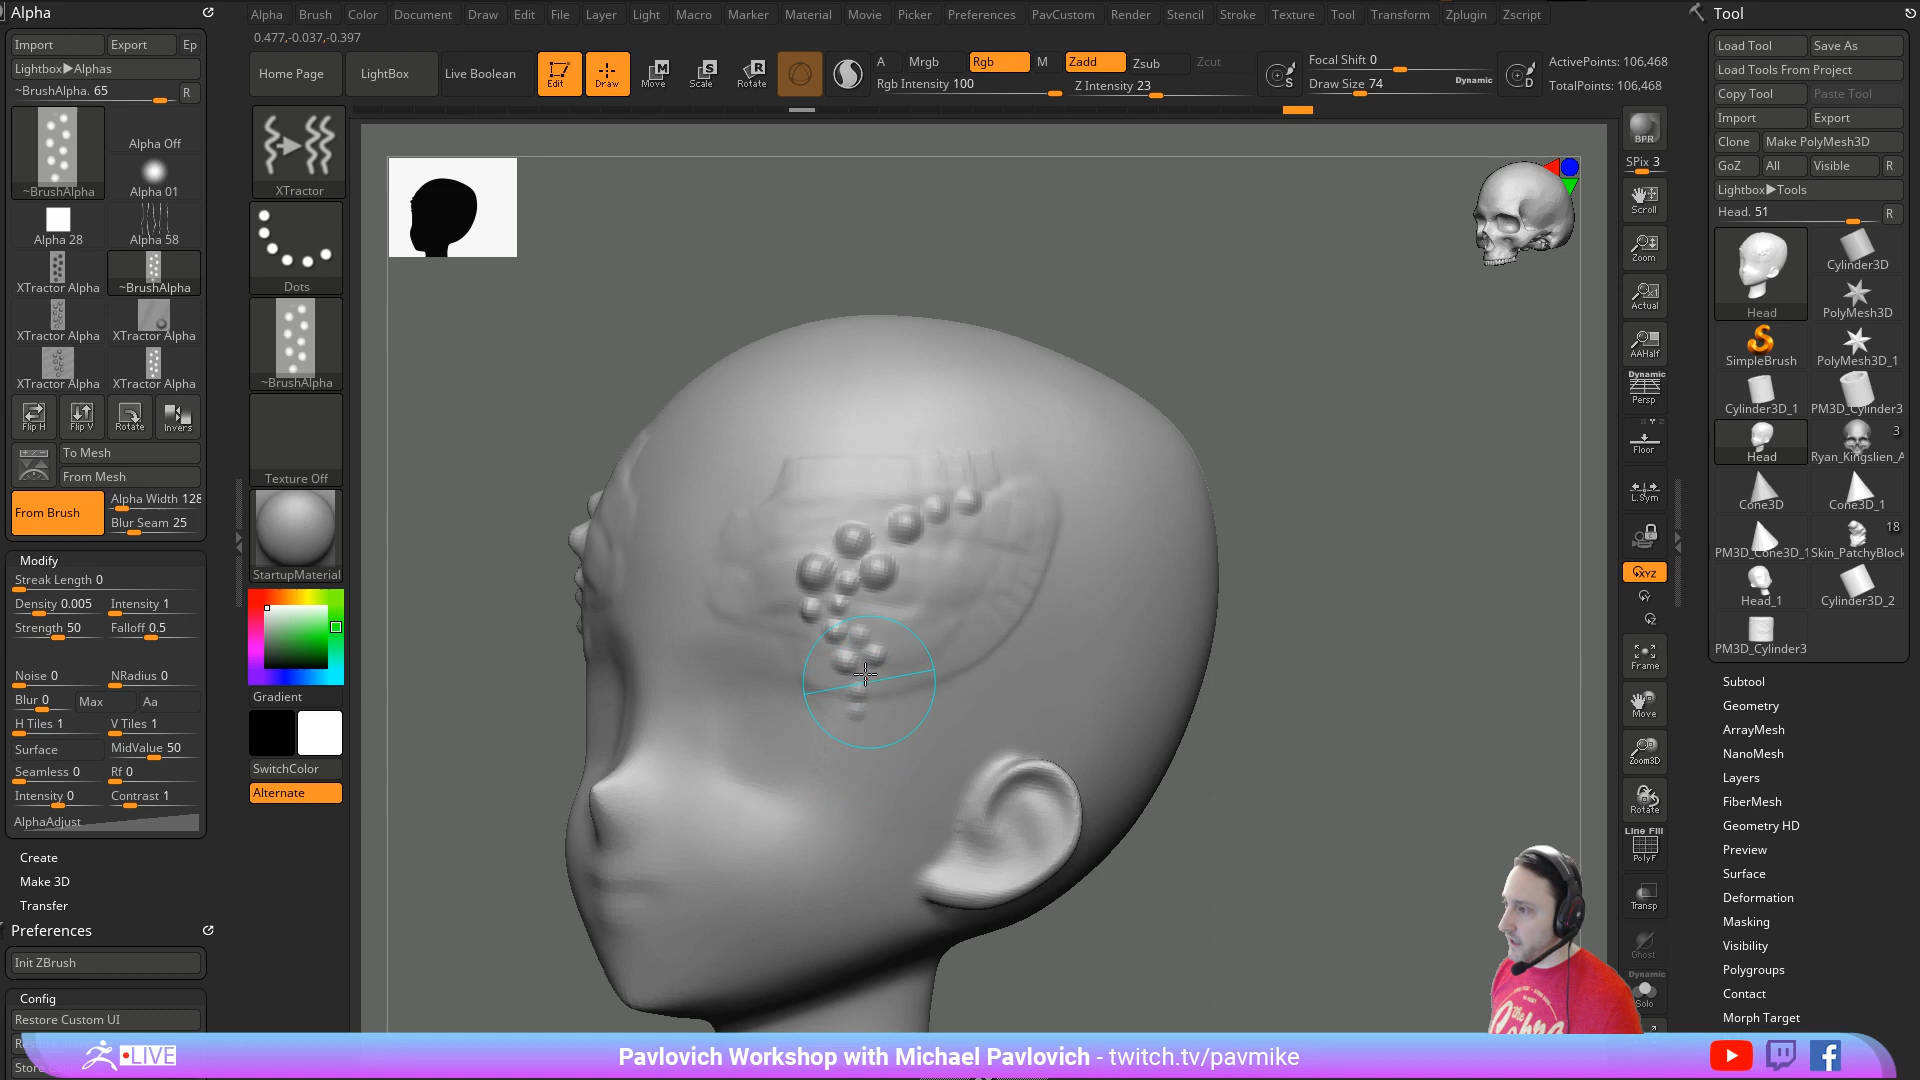 Alpha
Import
Export
Ep
Lightbox▶Alphas
~BrushAlpha. 65
R
~BrushAlpha
Alpha Off
Alpha 01
Alpha 28
Alpha 58
XTractor Alpha
~BrushAlpha
XTractor Alpha
XTractor Alpha
XTractor Alpha
XTractor Alpha
Flip H
Flip V
Rotate
Invers
To Mesh
From Mesh
From Brush
Alpha Width 128
Blur Seam 25
Modify
Streak Length 0
Density 0.005
Intensity 1
Strength 50
Falloff 0.5
Noise 0
NRadius 0
Blur 0
Max
Aa
H Tiles 1
V Tiles 1
Surface
MidValue 50
Seamless 0
Rf 0
Intensity 0
Contrast 1
AlphaAdjust
Create
Make 3D
Transfer
Preferences
Init ZBrush
Config
Restore Custom UI
Store
Alpha
Brush
Color
Document
Draw
Edit
File
Layer
Light
Macro
Marker
Material
Movie
Picker
Preferences
PavCustom
Render
Stencil
Stroke
Texture
Tool
Transform
Zplugin
Zscript
0.477,-0.037,-0.397
Home Page
LightBox
Live Boolean
Edit
Draw
Move
Scale
Rotate
A
Mrgb
Rgb
M
Zadd
Zsub
Zcut
Rgb Intensity 100
Z Intensity 23
Focal Shift 0
Draw Size 74
Dynamic
ActivePoints: 106,468
TotalPoints: 106,468
XTractor
Dots
~BrushAlpha
Texture Off
StartupMaterial
Gradient
SwitchColor
Alternate
BPR
SPix 3
Scroll
Zoom
Actual
AAHalf
Dynamic
Persp
Floor
L.Sym
XYZ
Frame
Move
Zoom3D
Rotate
Line Fill
PolyF
Transp
Ghost
Dynamic
Solo
Tool
Load Tool
Save As
Load Tools From Project
Copy Tool
Paste Tool
Import
Export
Clone
Make PolyMesh3D
GoZ
All
Visible
R
Lightbox▶Tools
Head. 51
R
Head
Cylinder3D
PolyMesh3D
SimpleBrush
PolyMesh3D_1
Cylinder3D_1
PM3D_Cylinder3
3
Head
Ryan_Kingslien_A
Cone3D
Cone3D_1
18
PM3D_Cone3D_1
Skin_PatchyBlock
Head_1
Cylinder3D_2
PM3D_Cylinder3
Subtool
Geometry
ArrayMesh
NanoMesh
Layers
FiberMesh
Geometry HD
Preview
Surface
Deformation
Masking
Visibility
Polygroups
Contact
Morph Target
the
Cobra
LIVE
Pavlovich Workshop with Michael Pavlovich - twitch.tv/pavmike